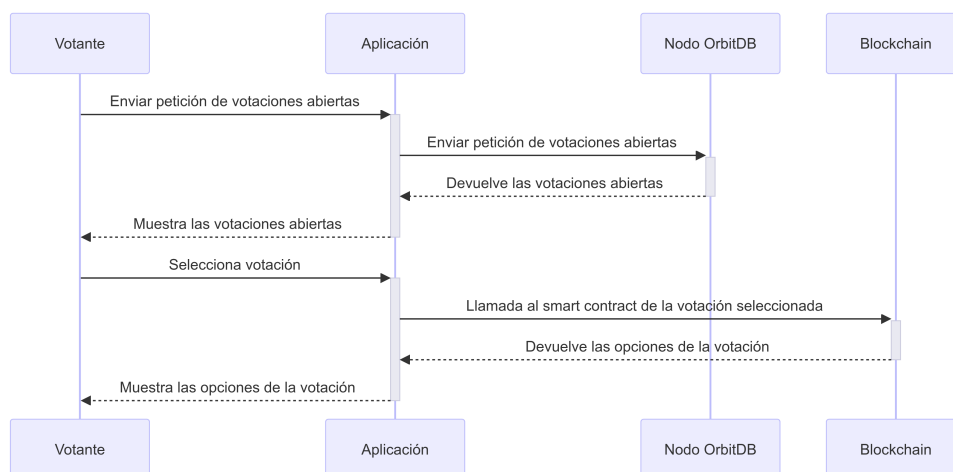 Votante
Aplicación
Nodo OrbitDB
Blockchain
Enviar petición de votaciones abiertas
Enviar petición de votaciones abiertas
Devuelve las votaciones abiertas
Muestra las votaciones abiertas
Selecciona votación
Llamada al smart contract de la votación seleccionada
Devuelve las opciones de la votación
Muestra las opciones de la votación
Votante
Aplicación
Nodo OrbitDB
Blockchain